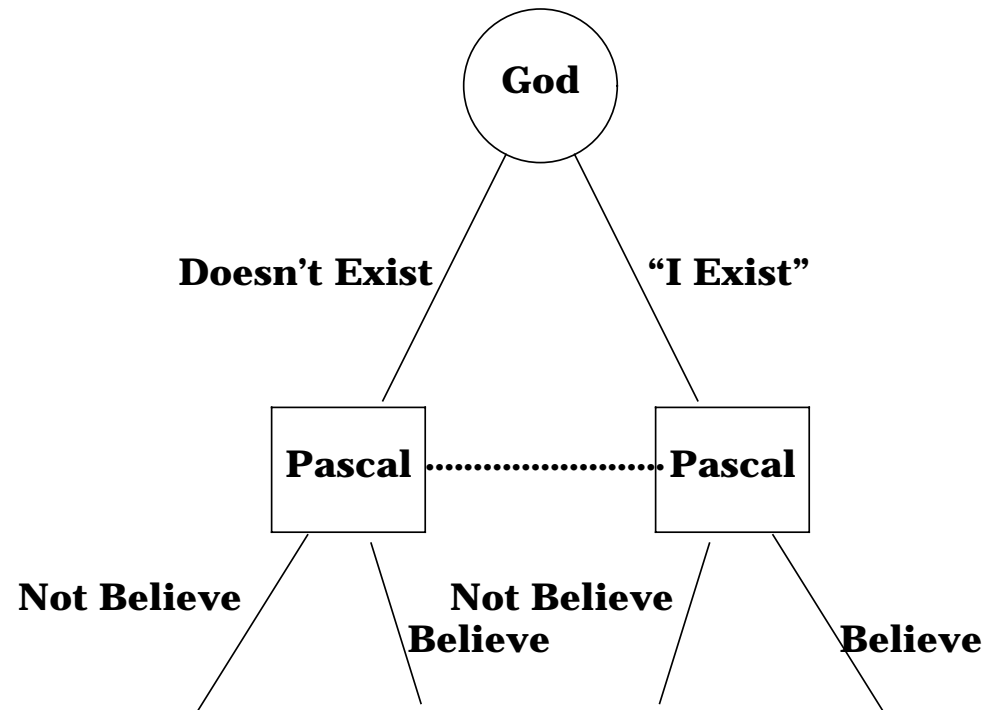 God
Doesn't Exist
“I Exist”
Pascal
Pascal
Not Believe
Believe
Not Believe
Believe